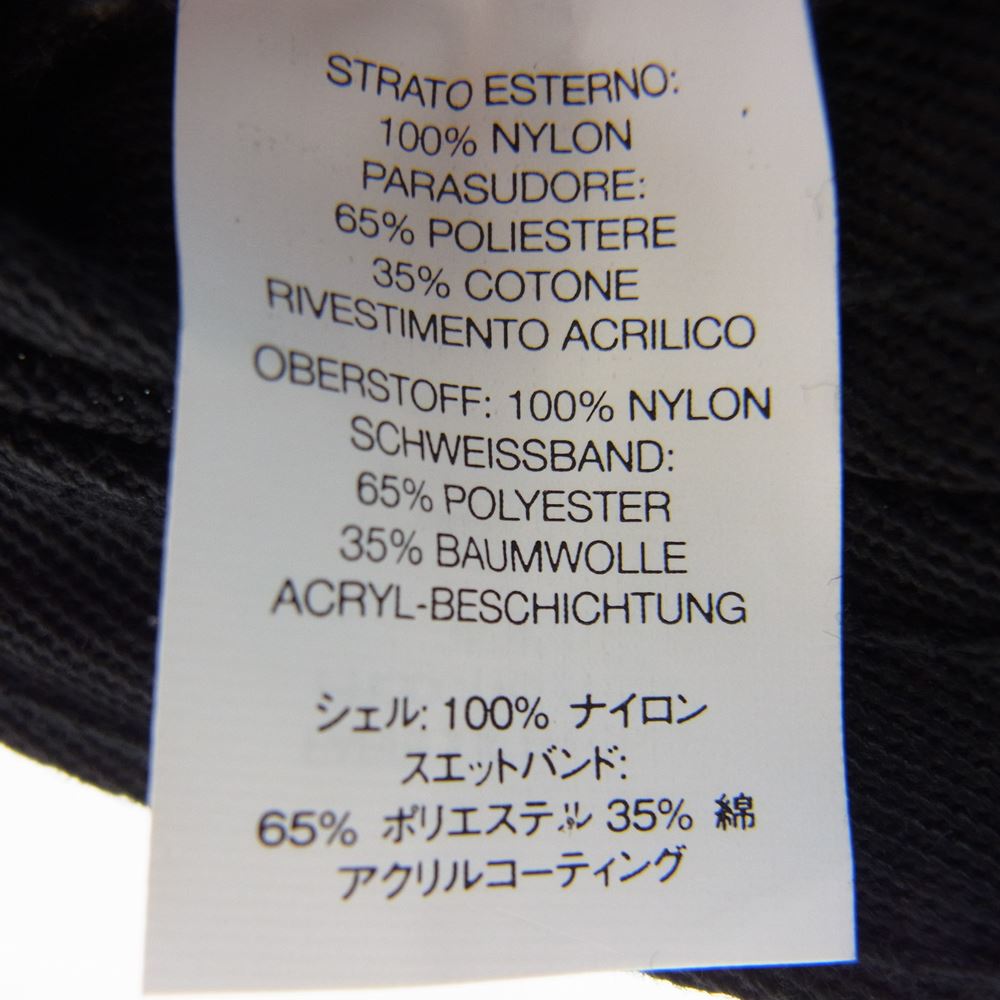 STRATO ESTERNO:
100% NYLON
PARASUDORE:
65% POLIESTERE
35% COTONE
RIVESTIMENTO ACRILICO
OBERSTOFF: 100% NYLON
SCHWEISSBAND:
65% POLYESTER
35% BAUMWOLLE
ACRYL-BESCHICHTUNG
シェル: 100% ナイロン
スエットバンド:
65% ポリエステル 35% 綿
アクリルコーティング